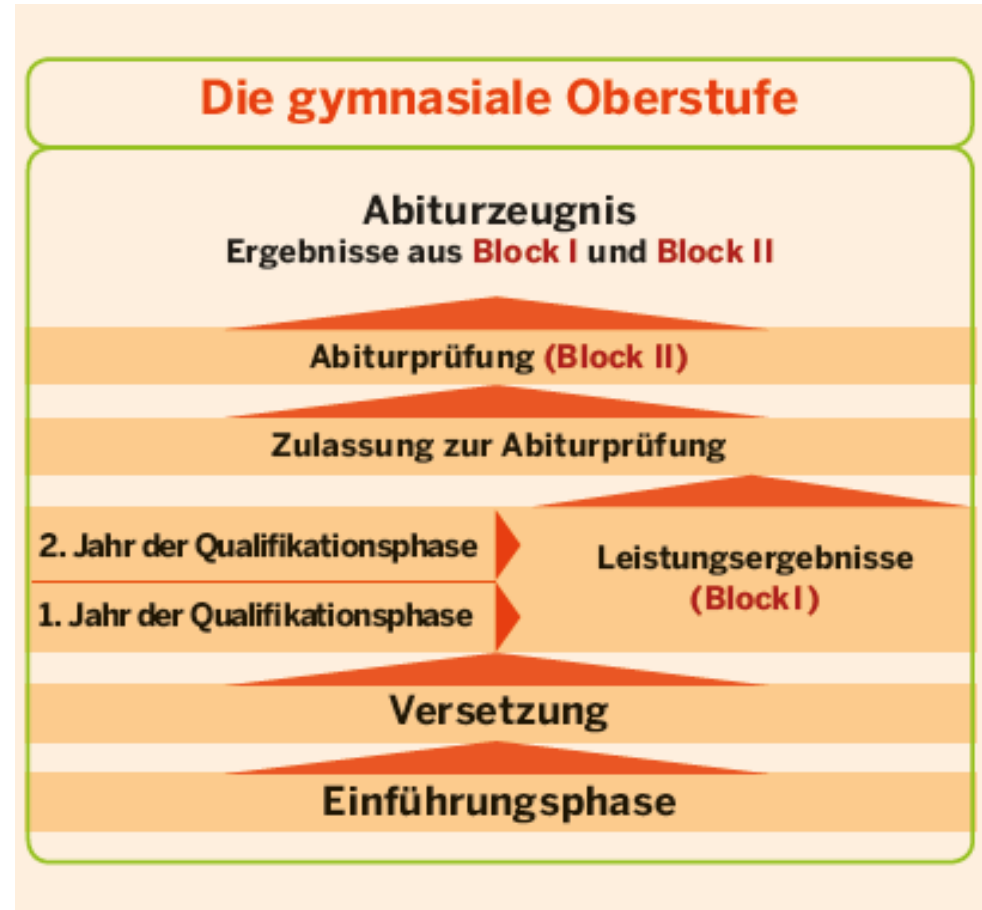 Die gymnasiale Oberstufe
Abiturzeugnis
Ergebnisse aus Block I und Block II
Abiturprüfung (Block II)
Zulassung zur Abiturprüfung
2. Jahr der Qualifikationsphase
1. Jahr der Qualifikationsphase
Leistungsergebnisse
(Block I)
Versetzung
Einführungsphase